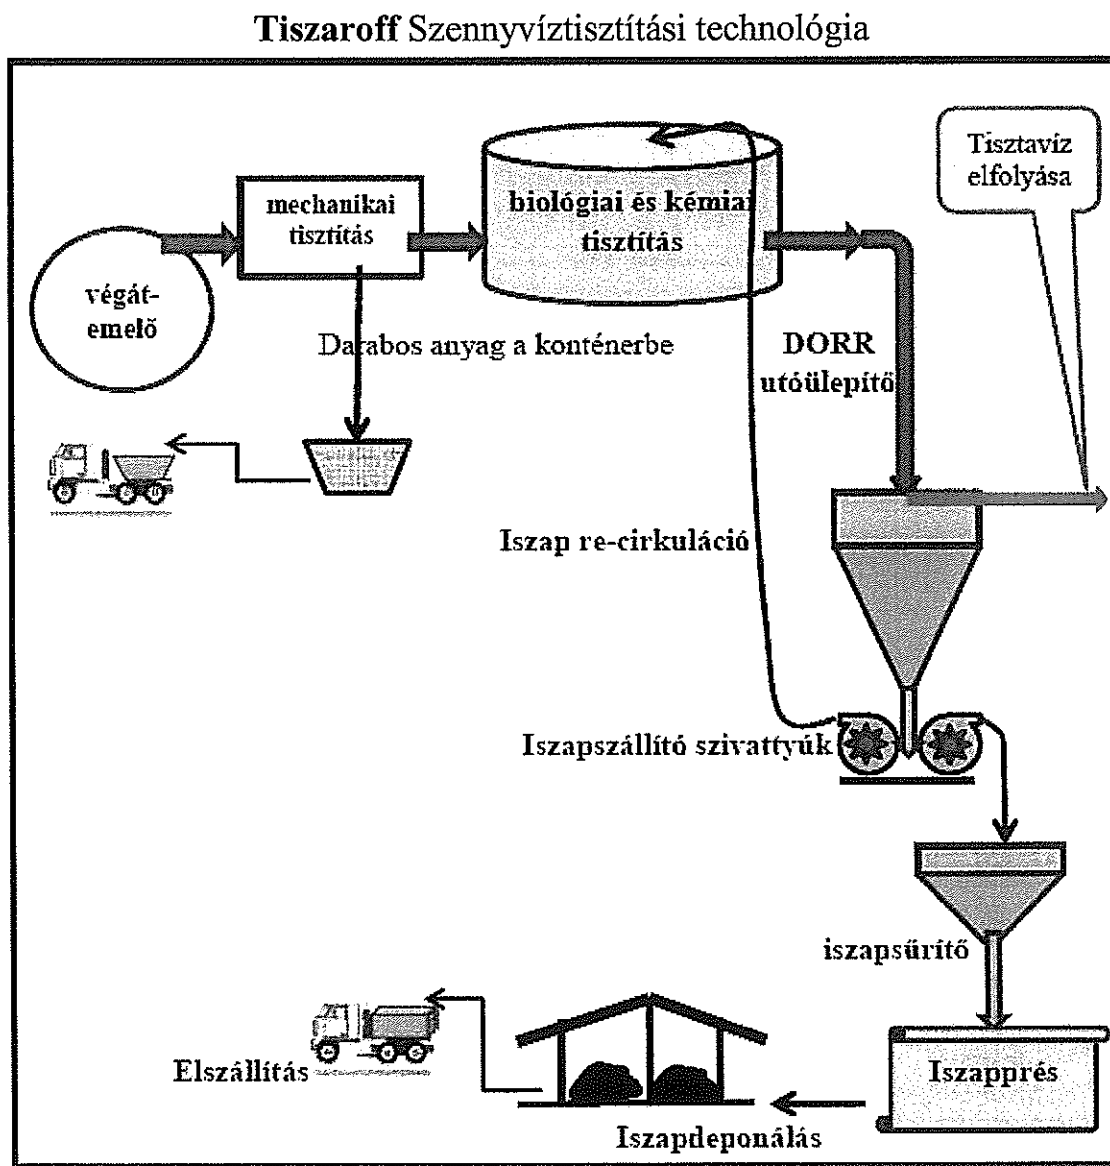 Tiszaroff Szennyvíztisztítási technológia
Tisztavíz
elfolyása
mechanikai
tisztítás
biológiai és kémiai
tisztítás
végát-
emelő
Darabos anyag a konténerbe
DORR
utóülepítő
Iszap re-cirkuláció
Iszapszállító szivattyúk
iszapsűrítő
Elszállítás
Iszapprés
Iszapdeponálás